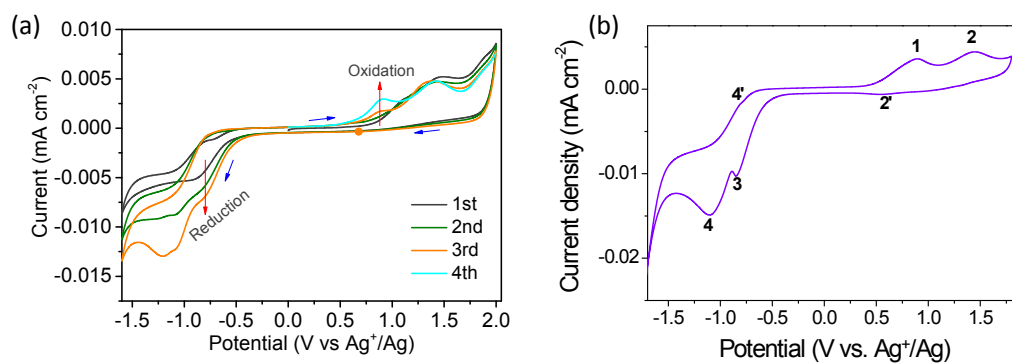 (a)
0.010
0.005
0.000
-0.005
-0.010
-0.015
Current (mA cm-2)
Oxidation
Reduction
1st
2nd
3rd
4th
-1.5 -1.0 -0.5 0.0 0.5 1.0 1.5 2.0
Potential (V vs Ag+/Ag)
(b)
0.00
-0.01
-0.02
Current density (mA cm-2)
1
2
4'
2'
3
4
-1.5 -1.0 -0.5 0.0 0.5 1.0 1.5
Potential (V vs. Ag+/Ag)